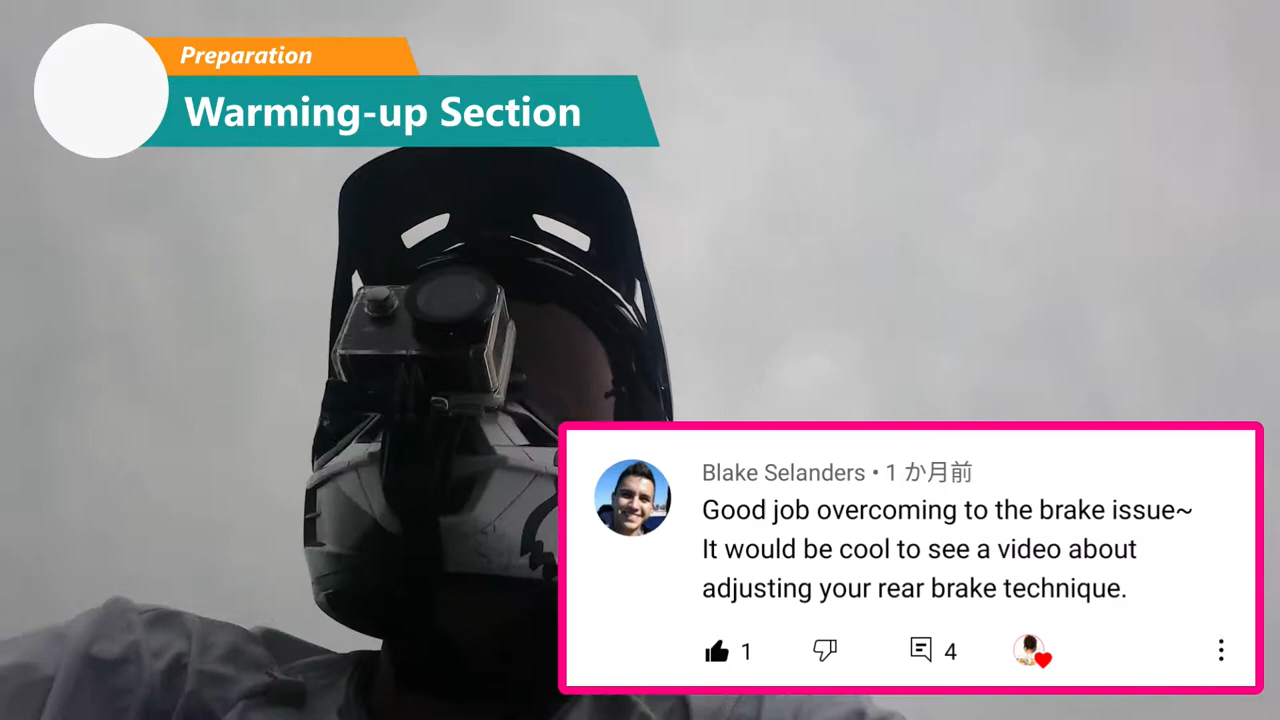 Preparation
Warming-up Section
Blake Selanders • 1 か月前
Good job overcoming to the brake issue~
It would be cool to see a video about
adjusting your rear brake technique.
1
4